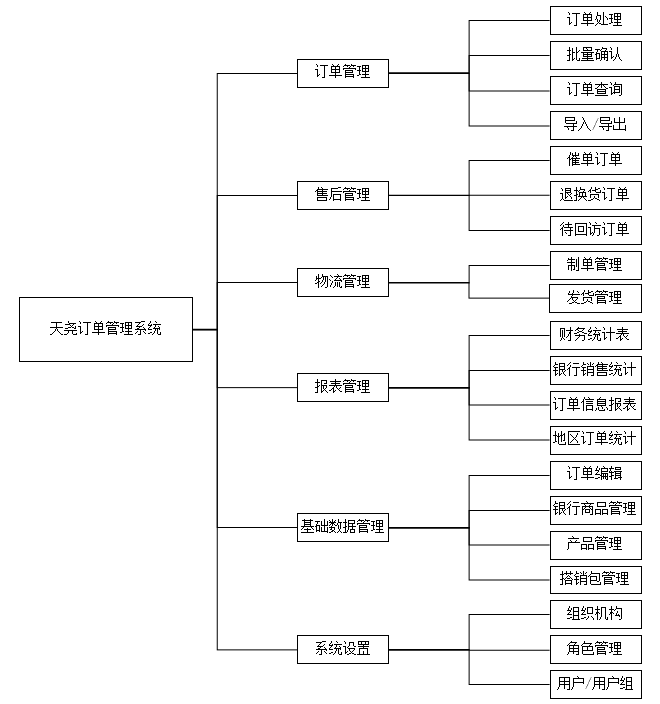 天尧订单管理系统
订单管理
订单处理
批量确认
订单查询
导入/导出
售后管理
催单订单
退换货订单
待回访订单
物流管理
制单管理
发货管理
报表管理
财务统计表
银行销售统计
订单信息报表
地区订单统计
基础数据管理
订单编辑
银行商品管理
产品管理
搭销包管理
系统设置
组织机构
角色管理
用户/用户组